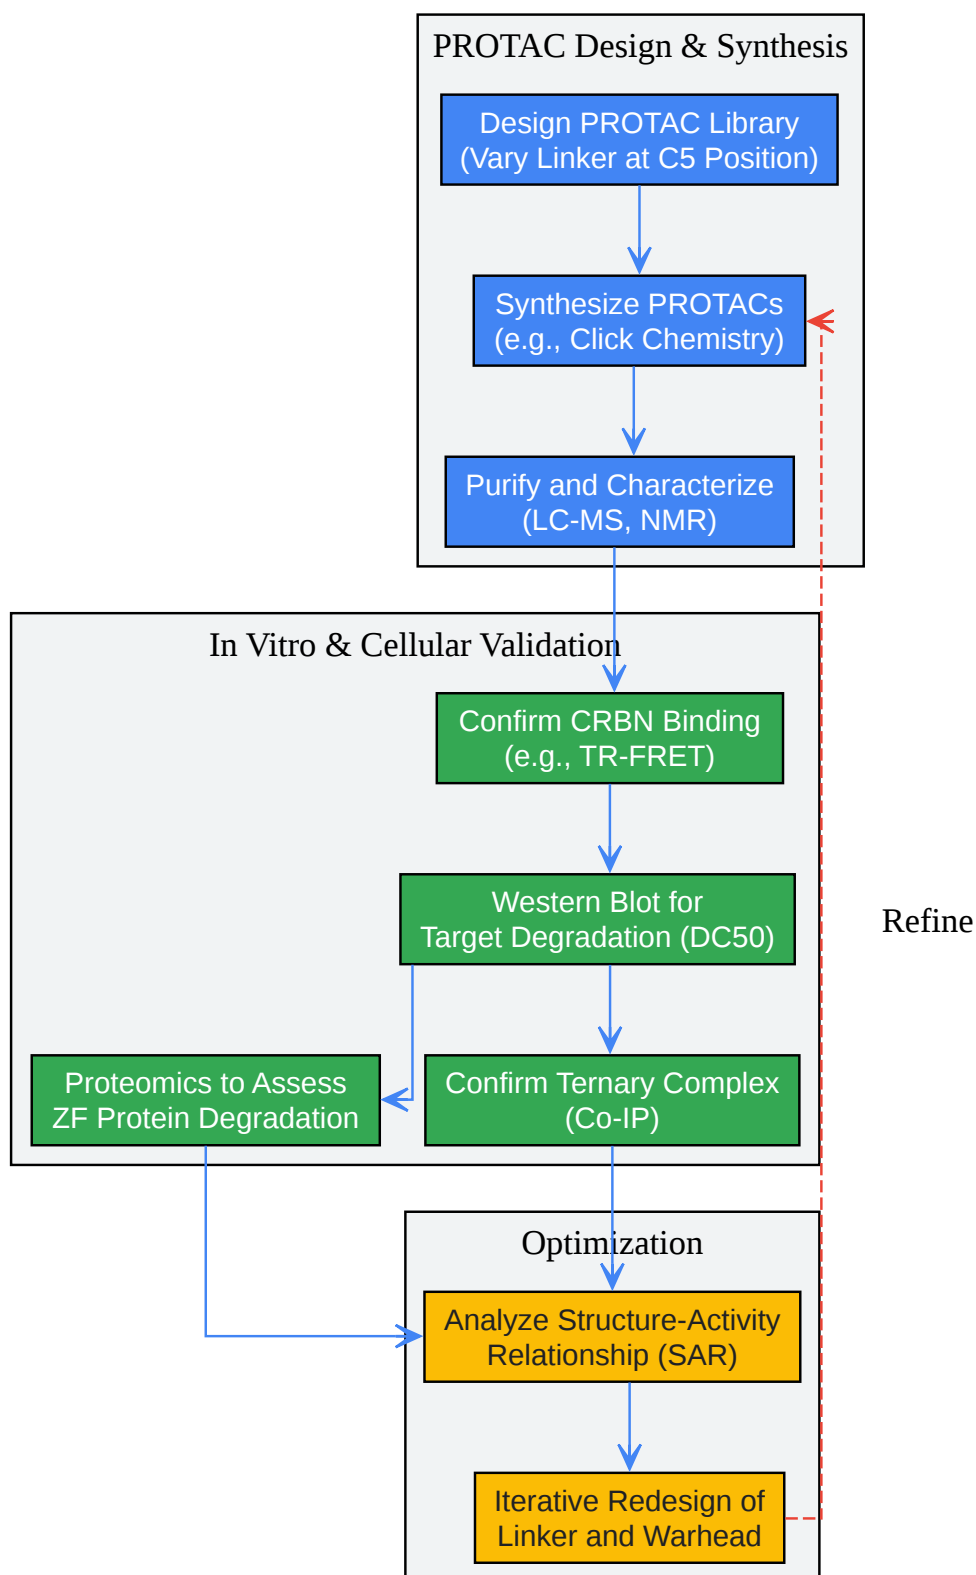 PROTAC Design & Synthesis
Design PROTAC Library
(Vary Linker at C5 Position)
Synthesize PROTACs
(e.g., Click Chemistry)
Purify and Characterize
(LC-MS, NMR)
In Vitro & Cellular Validation
Confirm CRBN Binding
(e.g., TR-FRET)
Western Blot for
Target Degradation (DC50)
Refine
Proteomics to Assess
ZF Protein Degradation
Confirm Ternary Complex
(Co-IP)
Optimization
Analyze Structure-Activity
Relationship (SAR)
Iterative Redesign of
Linker and Warhead